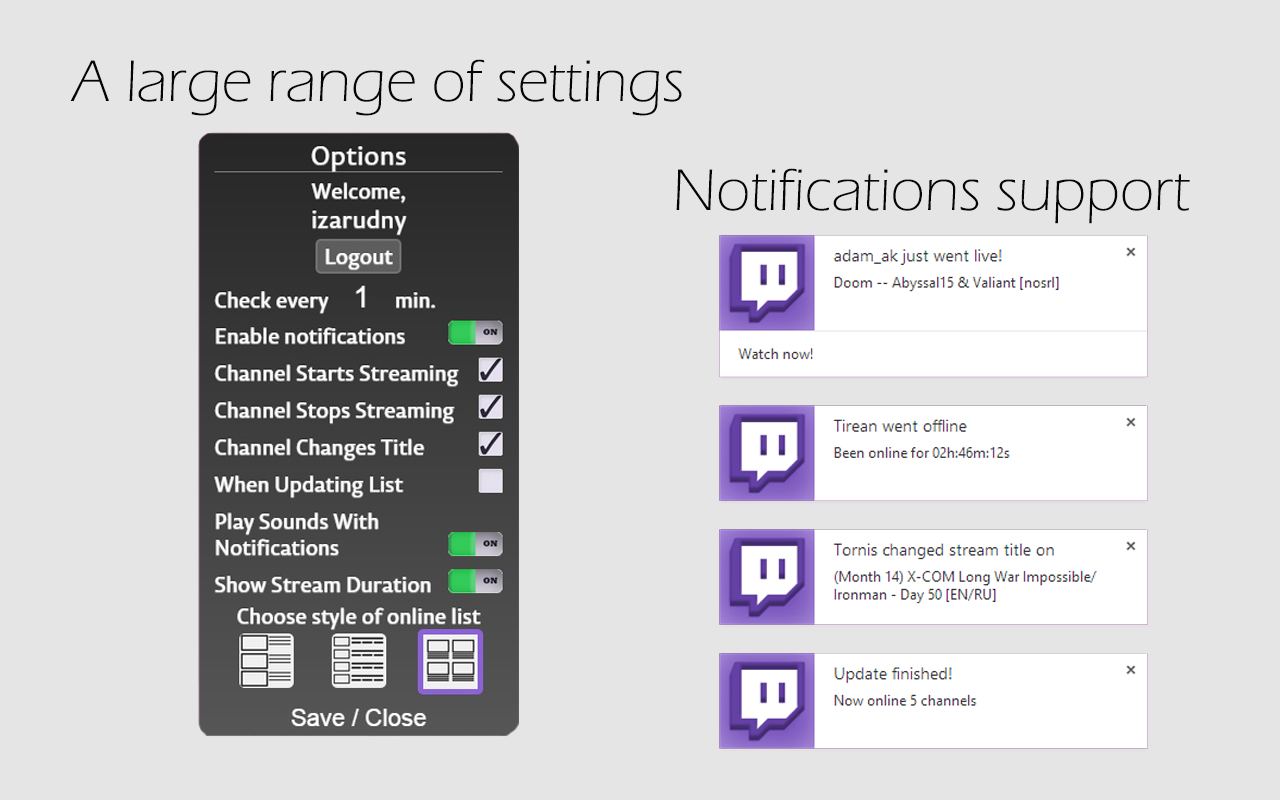 A large range of settings
Options
Welcome,
izarudny
Logout
Check every 1 min.
Enable notifications ON
Channel Starts Streaming
Channel Stops Streaming
Channel Changes Title
When Updating List
Play Sounds With
Notifications ON
Show Stream Duration ON
Choose style of online list
Save / Close
Notifications support
adam_ak just went live! ×
Doom -- Abyssal15 & Valiant [nosrl]
Watch now!
Tirean went offline ×
Been online for 02h:46m:12s
Tornis changed stream title on ×
(Month 14) X-COM Long War Impossible/
Ironman - Day 50 [EN/RU]
Update finished! ×
Now online 5 channels